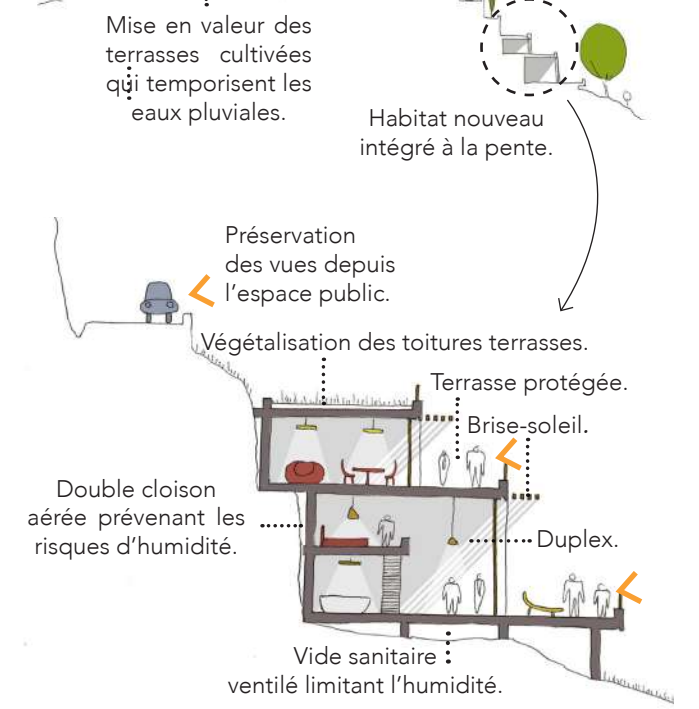 Mise en valeur des
terrasses cultivées
qui temporisent les
eaux pluviales.
Habitat nouveau
intégré à la pente.
Préservation
des vues depuis
l'espace public.
Végétalisation des toitures terrasses.
Terrasse protégée.
Brise-soleil.
Double cloison
aérée prévenant les
risques d'humidité.
Duplex.
Vide sanitaire
ventilé limitant l'humidité.